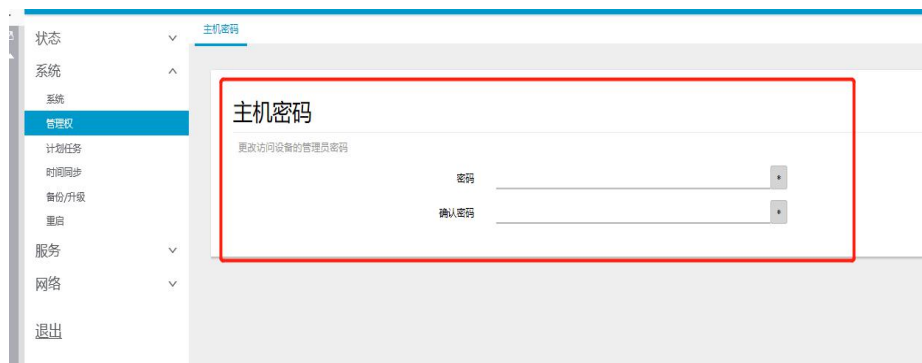 状态
系统
系统
管理权
计划任务
时间同步
备份/升级
重启
服务
网络
退出
主机密码
主机密码
更改访问设备的管理员密码
密码
*
确认密码
*